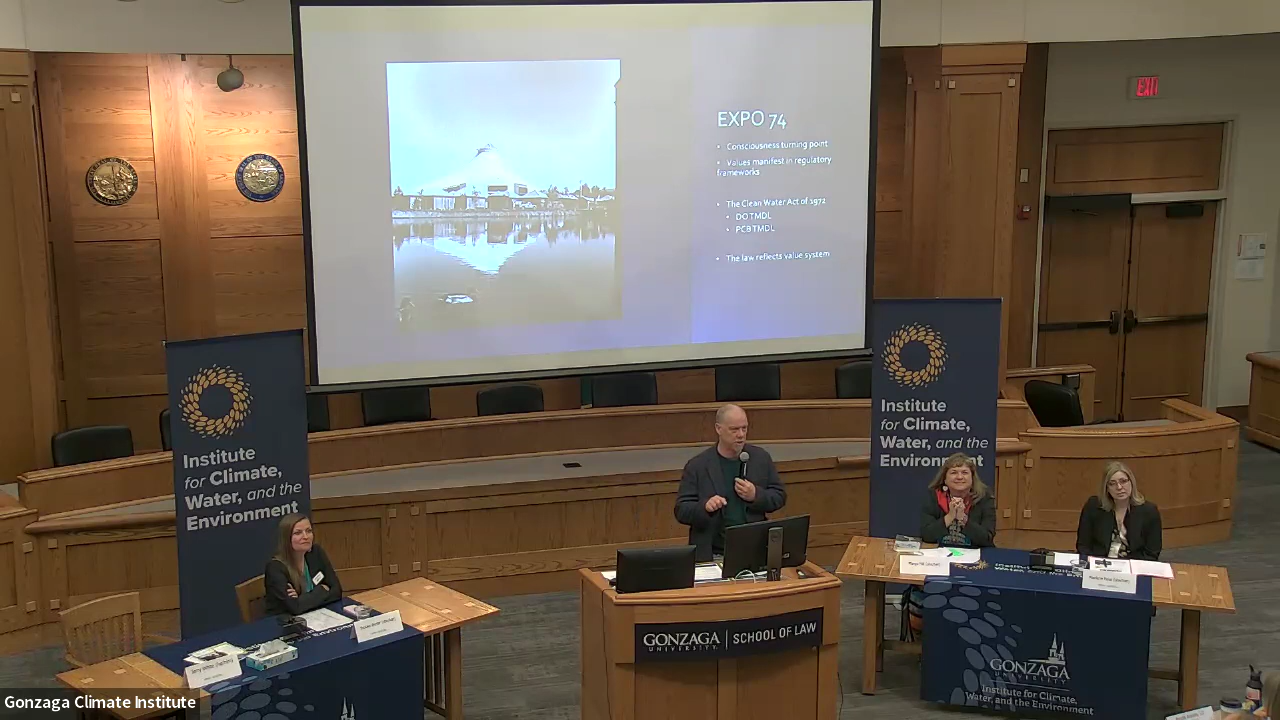 EXPO 74
• Consciousness turning point
• Values manifest in regulatory
frameworks
• The Clean Water Act of 1972
• DO TMDL
• PCB TMDL
• The law reflects value system
EXIT
Institute
for Climate,
Water, and the
Environment
Institute
for Climate,
Water, and the
Environment
GONZAGA
UNIVERSITY
SCHOOL OF LAW
GONZAGA
UNIVERSITY
Institute for Climate,
Water, and the Environment
Gonzaga Climate Institute